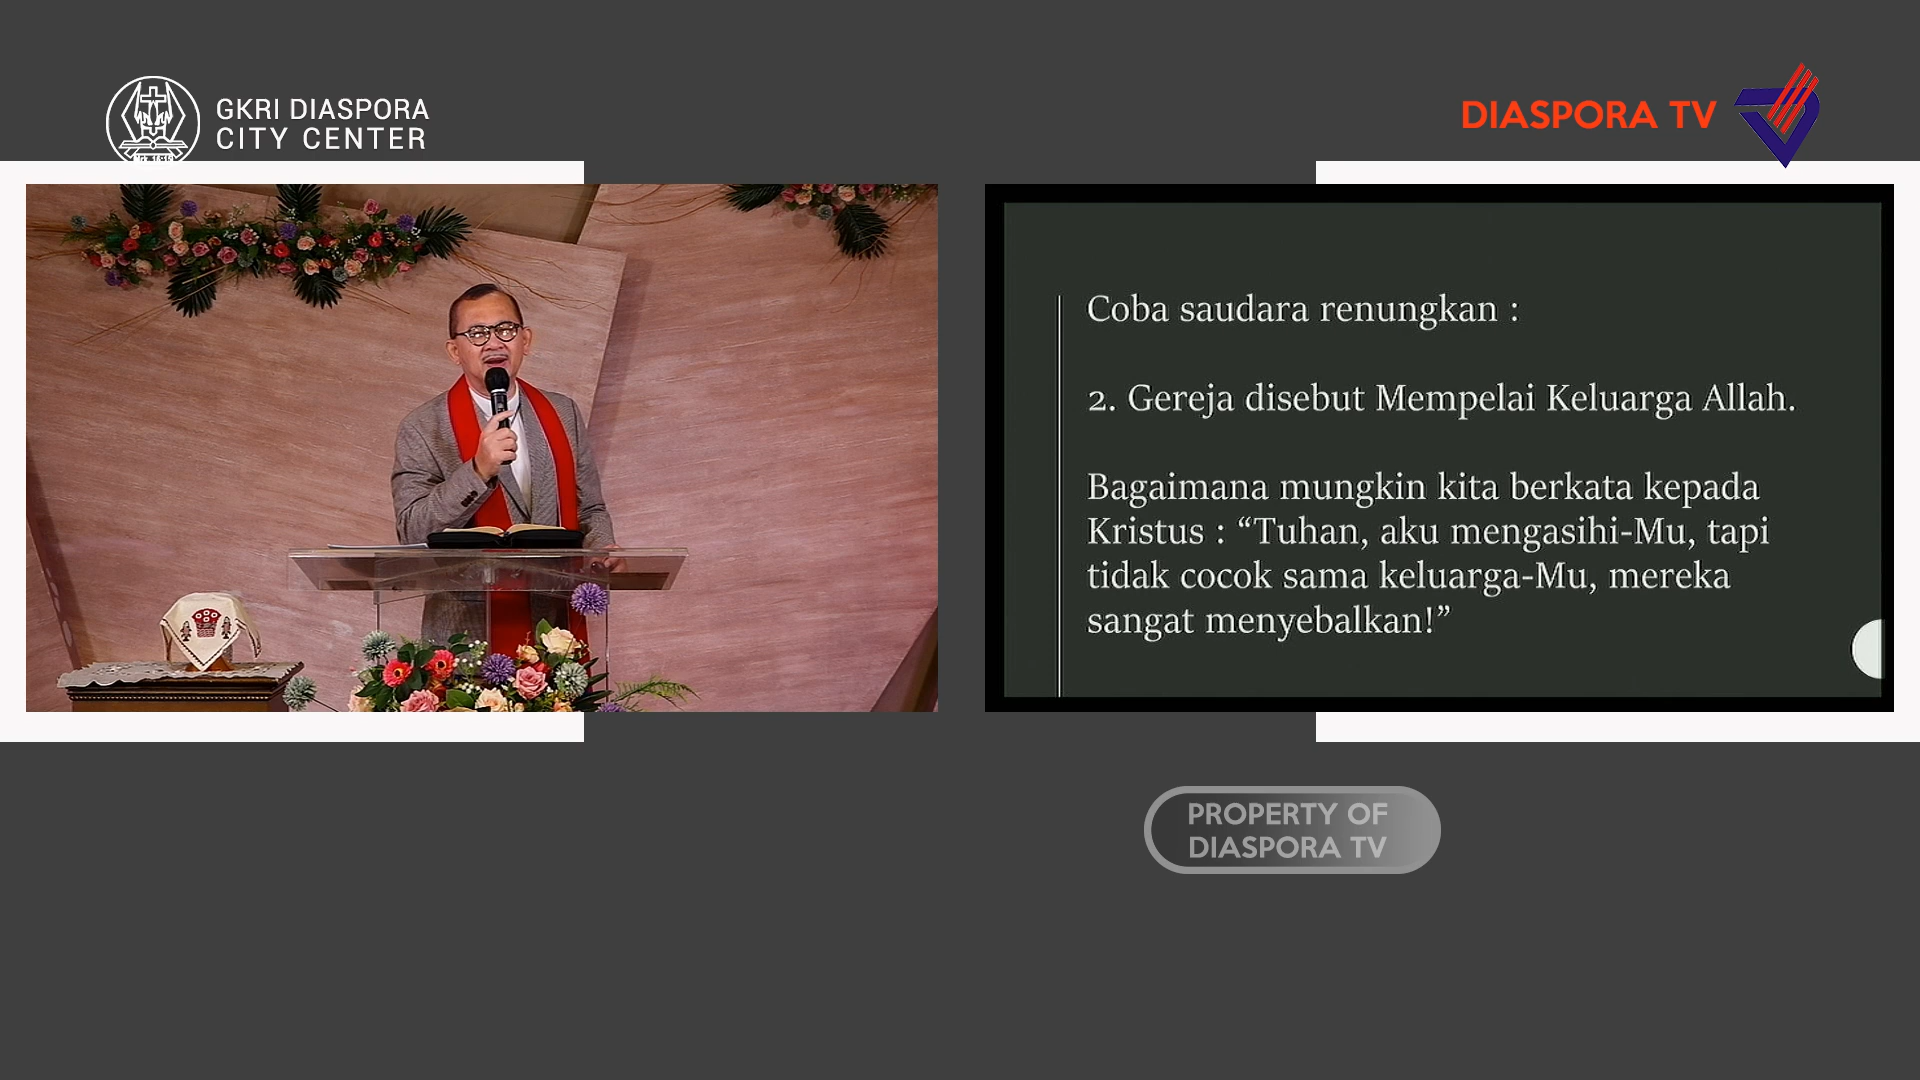 GKRI DIASPORA
CITY CENTER
DIASPORA TV
Coba saudara renungkan :
2. Gereja disebut Mempelai Keluarga Allah.
Bagaimana mungkin kita berkata kepada
Kristus : “Tuhan, aku mengasihi-Mu, tapi
tidak cocok sama keluarga-Mu, mereka
sangat menyebalkan!”
PROPERTY OF
DIASPORA TV